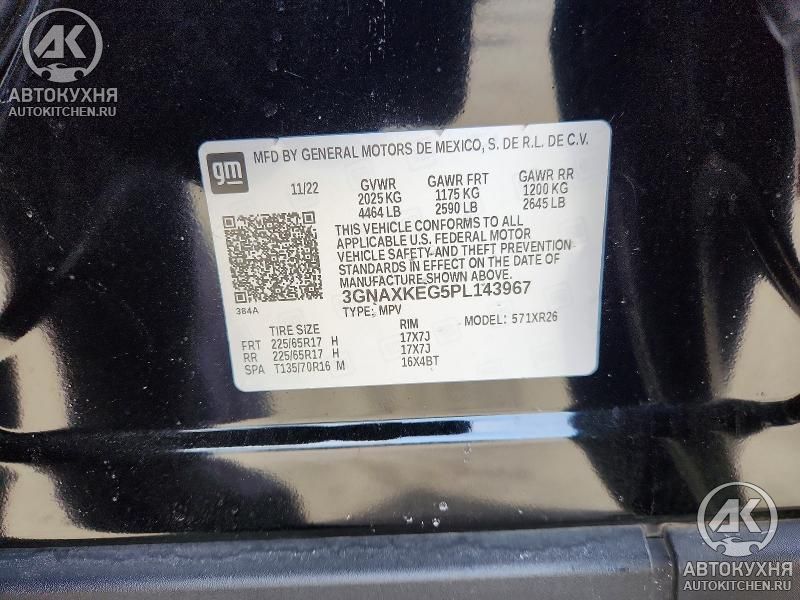 АК
АВТОКУХНЯ
AUTOKITCHEN.RU
gm
MFD BY GENERAL MOTORS DE MEXICO, S. DE R.L. DE C.V.
11/22 GVWR GAWR FRT GAWR RR
2025 KG 1175 KG 1200 KG
4464 LB 2590 LB 2645 LB
THIS VEHICLE CONFORMS TO ALL
APPLICABLE U.S. FEDERAL MOTOR
VEHICLE SAFETY AND THEFT PREVENTION
STANDARDS IN EFFECT ON THE DATE OF
MANUFACTURE SHOWN ABOVE.
384A 3GNAXKEG5PL143967
TYPE: MPV
TIRE SIZE RIM MODEL: 571XR26
FRT 225/65R17 H 17X7J
RR 225/65R17 H 17X7J
SPA T135/70R16 M 16X4BT
АК
АВТОКУХНЯ
AUTOKITCHEN.RU